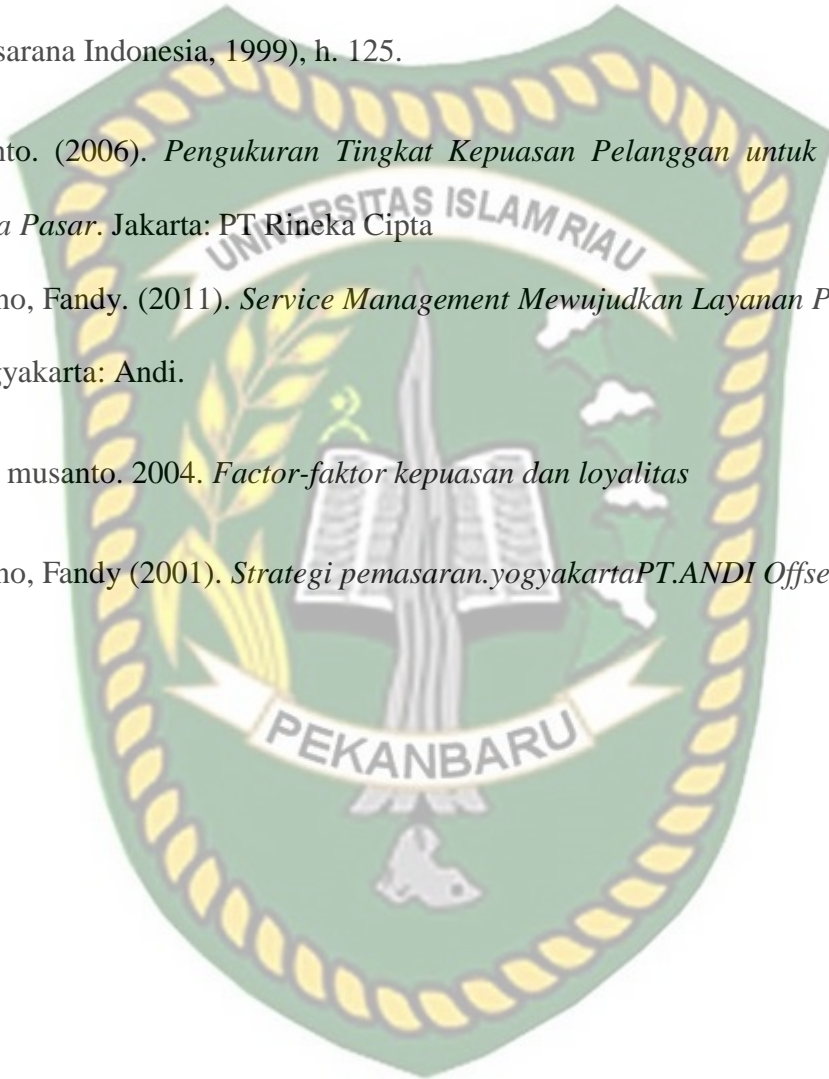 sarana Indonesia, 1999), h. 125.
nto. (2006). Pengukuran Tingkat Kepuasan Pelanggan untuk
a Pasar. Jakarta: PT Rineka Cipta
UNIVERSITAS ISLAM RIAU
no, Fandy. (2011). Service Management Mewujudkan Layanan P
gyakarta: Andi.
musanto. 2004. Factor-faktor kepuasan dan loyalitas
no, Fandy (2001). Strategi pemasaran.yogyakartaPT.ANDI Offse
PEKANBARU